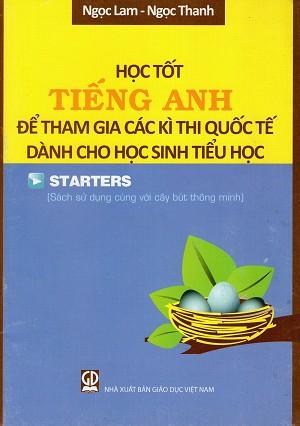 Ngọc Lam - Ngọc Thanh
HỌC TỐT
TIẾNG ANH
ĐỂ THAM GIA CÁC KÌ THI QUỐC TẾ
DÀNH CHO HỌC SINH TIỂU HỌC
STARTERS
[Sách sử dụng cùng với cây bút thông minh]
GD
NHÀ XUẤT BẢN GIÁO DỤC VIỆT NAM